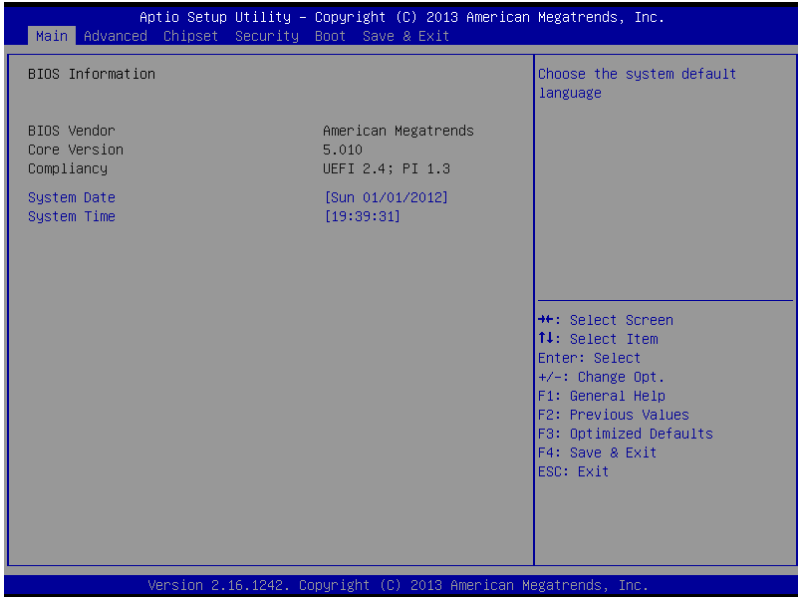 Aptio Setup Utility – Copyright (C) 2013 American Megatrends, Inc.
Main Advanced Chipset Security Boot Save & Exit
BIOS Information
BIOS Vendor American Megatrends
Core Version 5.010
Compliancy UEFI 2.4; PI 1.3
System Date [Sun 01/01/2012]
System Time [19:39:31]
Choose the system default
language
→←: Select Screen
↑↓: Select Item
Enter: Select
+/-: Change Opt.
F1: General Help
F2: Previous Values
F3: Optimized Defaults
F4: Save & Exit
ESC: Exit
Version 2.16.1242. Copyright (C) 2013 American Megatrends, Inc.